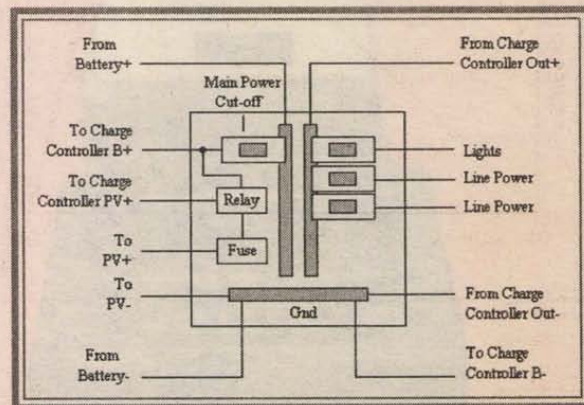 From
Battery+
From Charge
Controller Out+
Main Power
Cut-off
To Charge
Controller B+
Lights
To Charge
Controller PV+
Relay
Line Power
Line Power
To
PV+
Fuse
To
PV-
Gnd
From Charge
Controller Out-
From
Battery-
To Charge
Controller B-